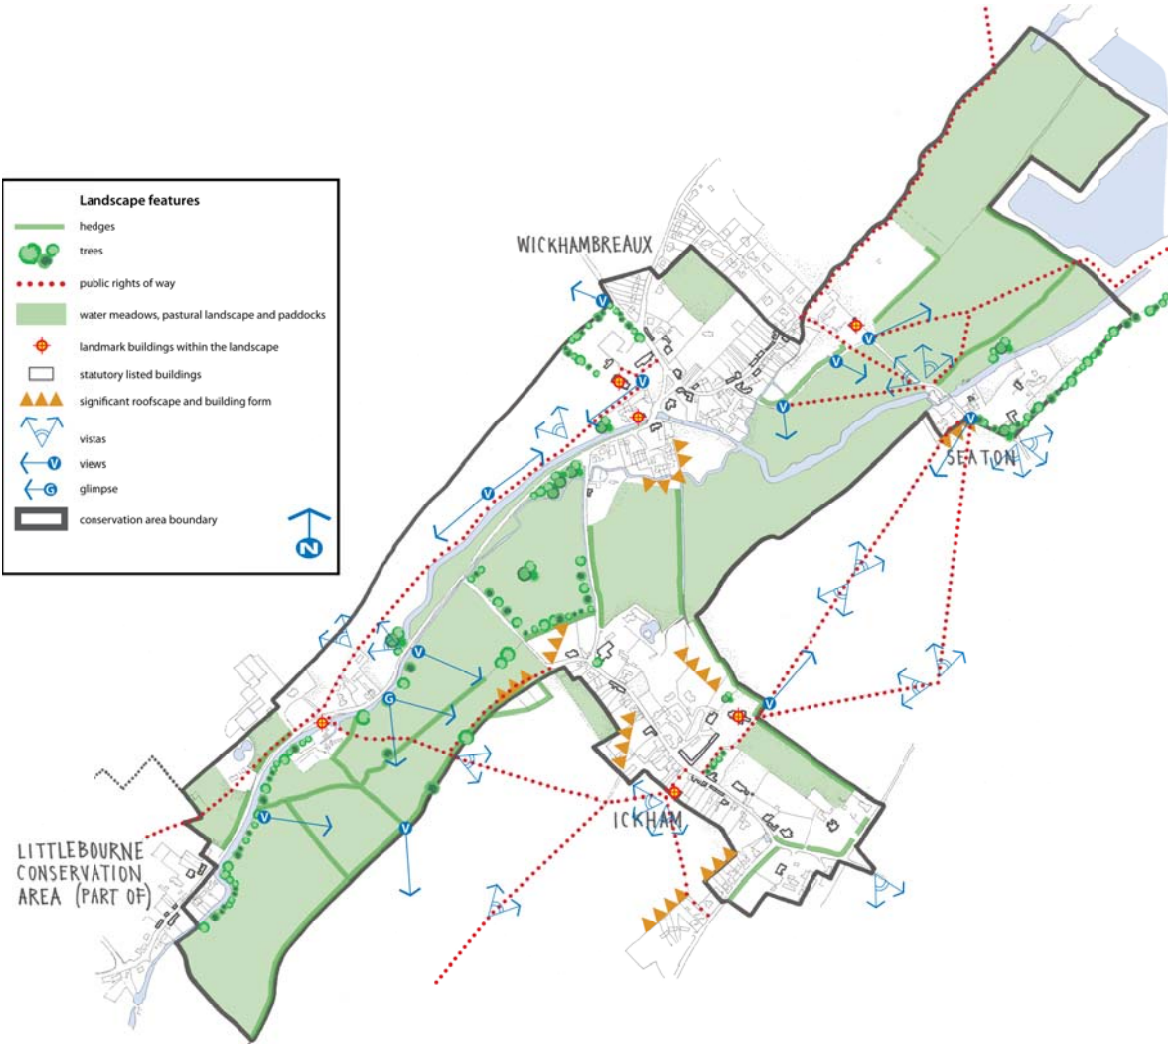 Landscape features
hedges
trees
public rights of way
water meadows, pastural landscape and paddocks
landmark buildings within the landscape
statutory listed buildings
significant roofscape and building form
vistas
V
views
G
glimpse
conservation area boundary
N
WICKHAMBREAUX
V
V
V
V
V
V
SEATON
V
V
G
V
V
V
ICKHAM
LITTLEBOURNE
CONSERVATION
AREA (PART OF)